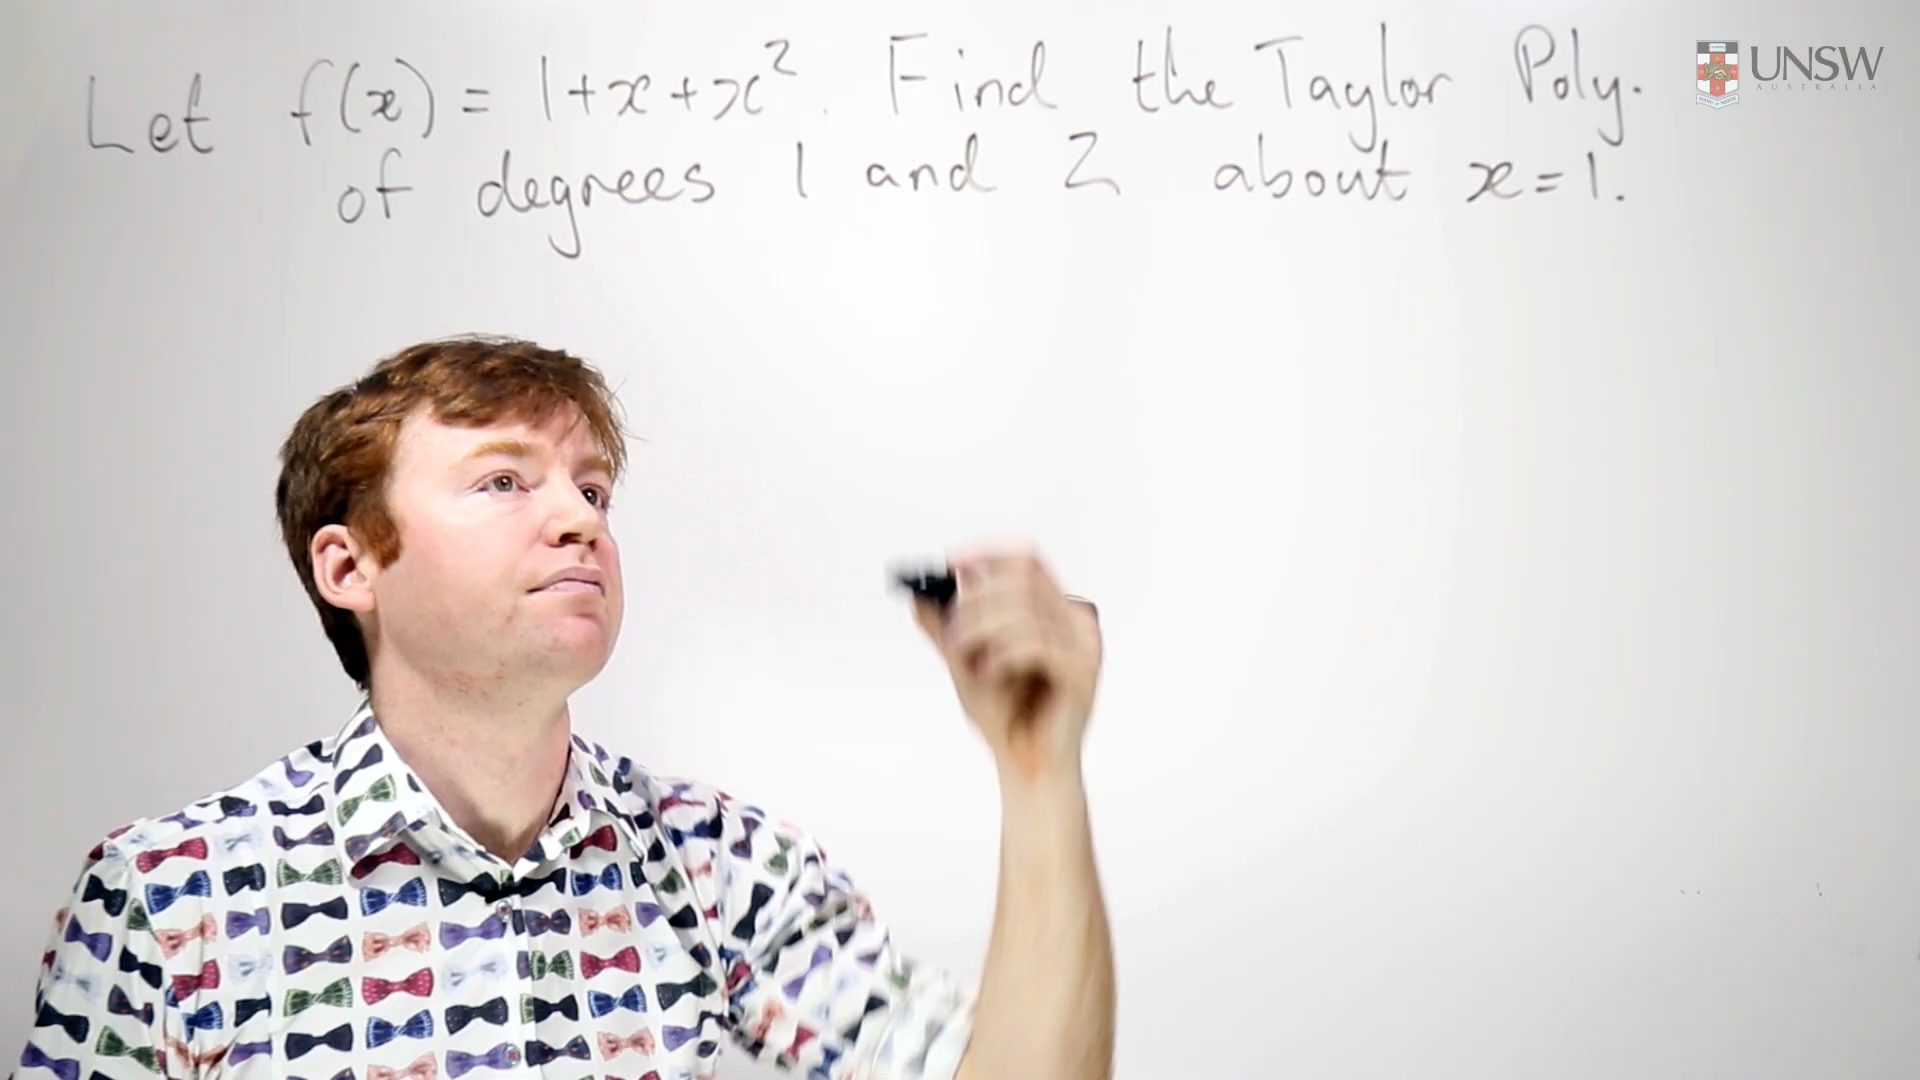 Let f(x) = 1+x+x². Find the Taylor Poly.
of degrees 1 and 2 about x=1.
UNSW
AUSTRALIA